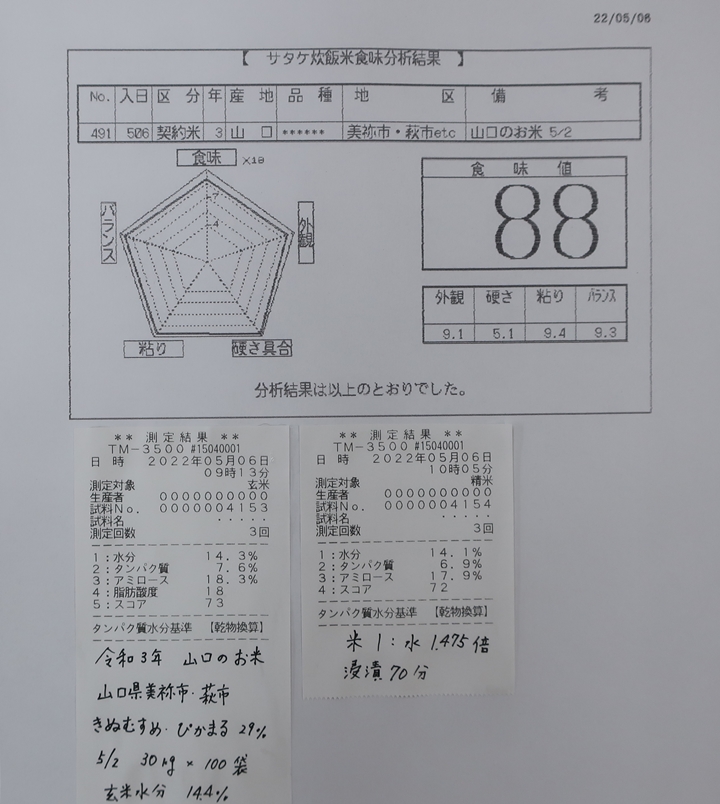 22/05/06
【 サタケ炊飯米食味分析結果 】
No. 入日 区 分 年 産 地 品 種 地 区 備 考
491 506 契約米 3 山 口 ****** 美祢市・萩市etc 山口のお米 5/2
食味 ×10
7
4
バランス
外観
粘り
硬さ具合
食 味 値
88
外観 硬さ 粘り バランス
9.1 5.1 9.4 9.3
分析結果は以上のとおりでした。
** 測定結果 **
TM-3500 #15040001
日 時 2022年05月06日
09時13分
測定対象 玄米
生産者 0000000000
試料No. 0000004153
試料名 ・・・・・
測定回数 3回
1:水分 14.3%
2:タンパク質 7.6%
3:アミロース 18.3%
4:脂肪酸度 18
5:スコア 73
タンパク質水分基準 【乾物換算】
令和3年 山口のお米
山口県美祢市・萩市
きぬむすめ・ぴかまる 29%
5/2 30kg × 100袋
玄米水分 14.4%
** 測定結果 **
TM-3500 #15040001
日 時 2022年05月06日
10時05分
測定対象 精米
生産者 0000000000
試料No. 0000004154
試料名 ・・・・・
測定回数 3回
1:水分 14.1%
2:タンパク質 6.9%
3:アミロース 17.9%
4:スコア 72
タンパク質水分基準 【乾物換算】
米1:水1.475倍
浸漬70分